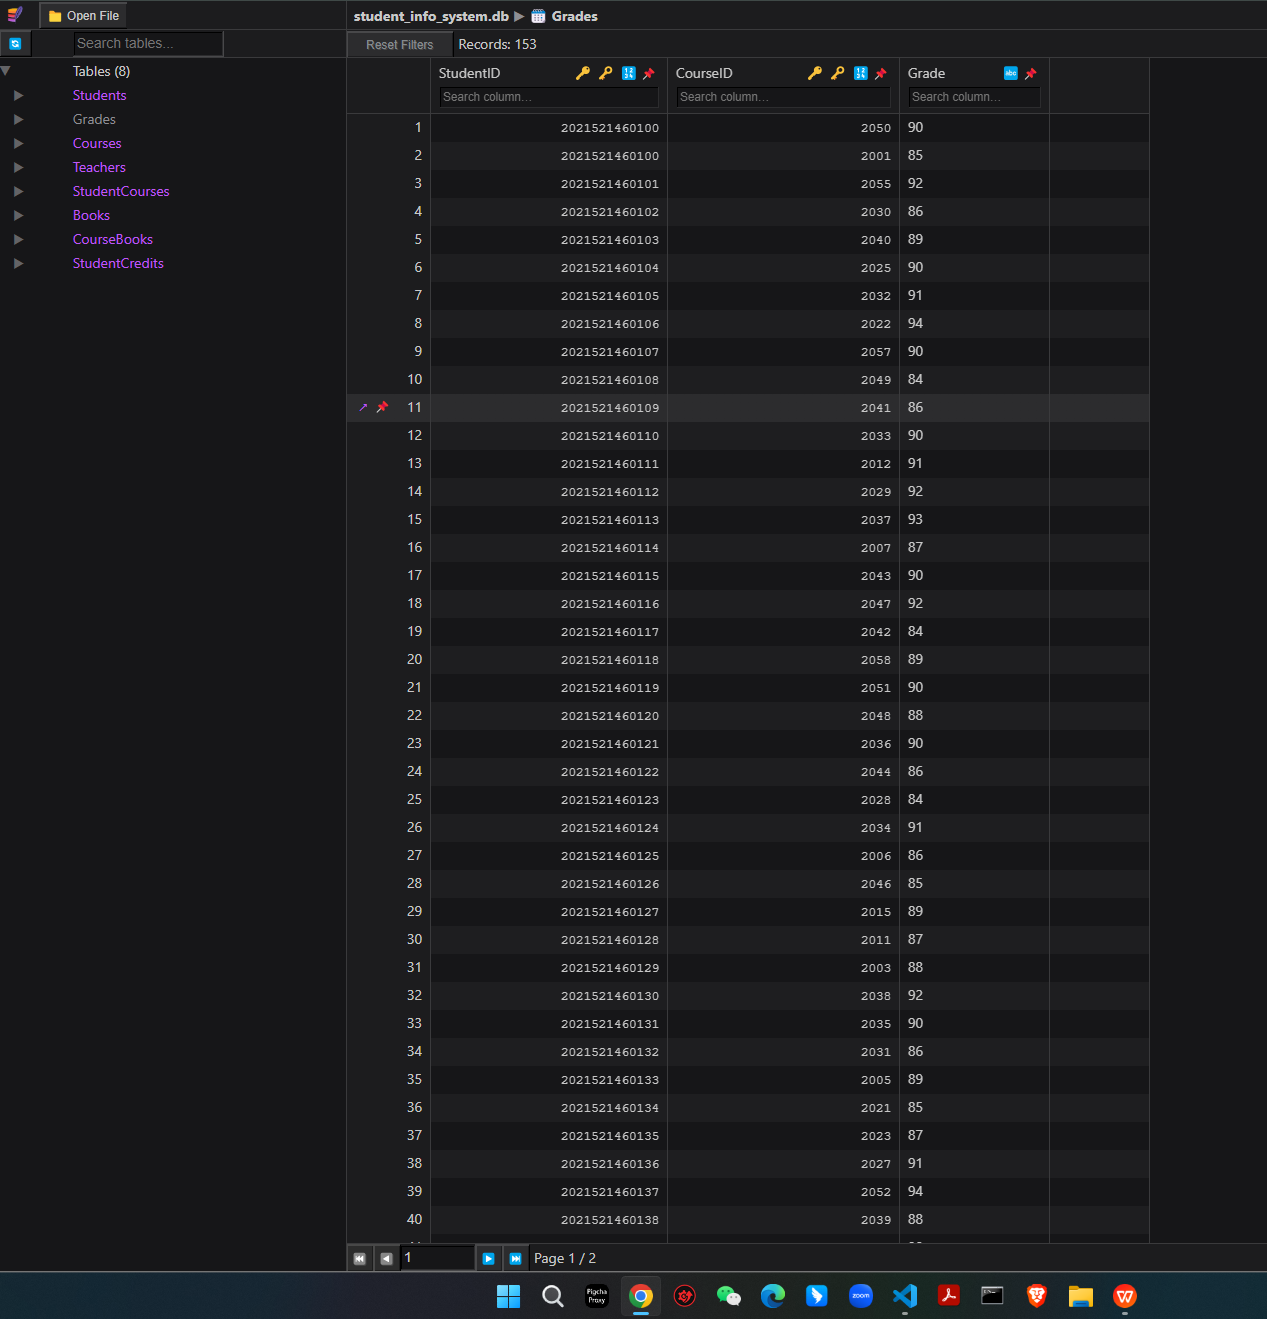 Open File
student_info_system.db ▶ Grades
Search tables...
Reset Filters Records: 153
Tables (8)
Students
Grades
Courses
Teachers
StudentCourses
Books
CourseBooks
StudentCredits
StudentID CourseID Grade
Search column... Search column... Search column...
1 2021521460100 2050 90
2 2021521460100 2001 85
3 2021521460101 2055 92
4 2021521460102 2030 86
5 2021521460103 2040 89
6 2021521460104 2025 90
7 2021521460105 2032 91
8 2021521460106 2022 94
9 2021521460107 2057 90
10 2021521460108 2049 84
11 2021521460109 2041 86
12 2021521460110 2033 90
13 2021521460111 2012 91
14 2021521460112 2029 92
15 2021521460113 2037 93
16 2021521460114 2007 87
17 2021521460115 2043 90
18 2021521460116 2047 92
19 2021521460117 2042 84
20 2021521460118 2058 89
21 2021521460119 2051 90
22 2021521460120 2048 88
23 2021521460121 2036 90
24 2021521460122 2044 86
25 2021521460123 2028 84
26 2021521460124 2034 91
27 2021521460125 2006 86
28 2021521460126 2046 85
29 2021521460127 2015 89
30 2021521460128 2011 87
31 2021521460129 2003 88
32 2021521460130 2038 92
33 2021521460131 2035 90
34 2021521460132 2031 86
35 2021521460133 2005 89
36 2021521460134 2021 85
37 2021521460135 2023 87
38 2021521460136 2027 91
39 2021521460137 2052 94
40 2021521460138 2039 88
1 Page 1 / 2
Figcha
Proxy
zoom